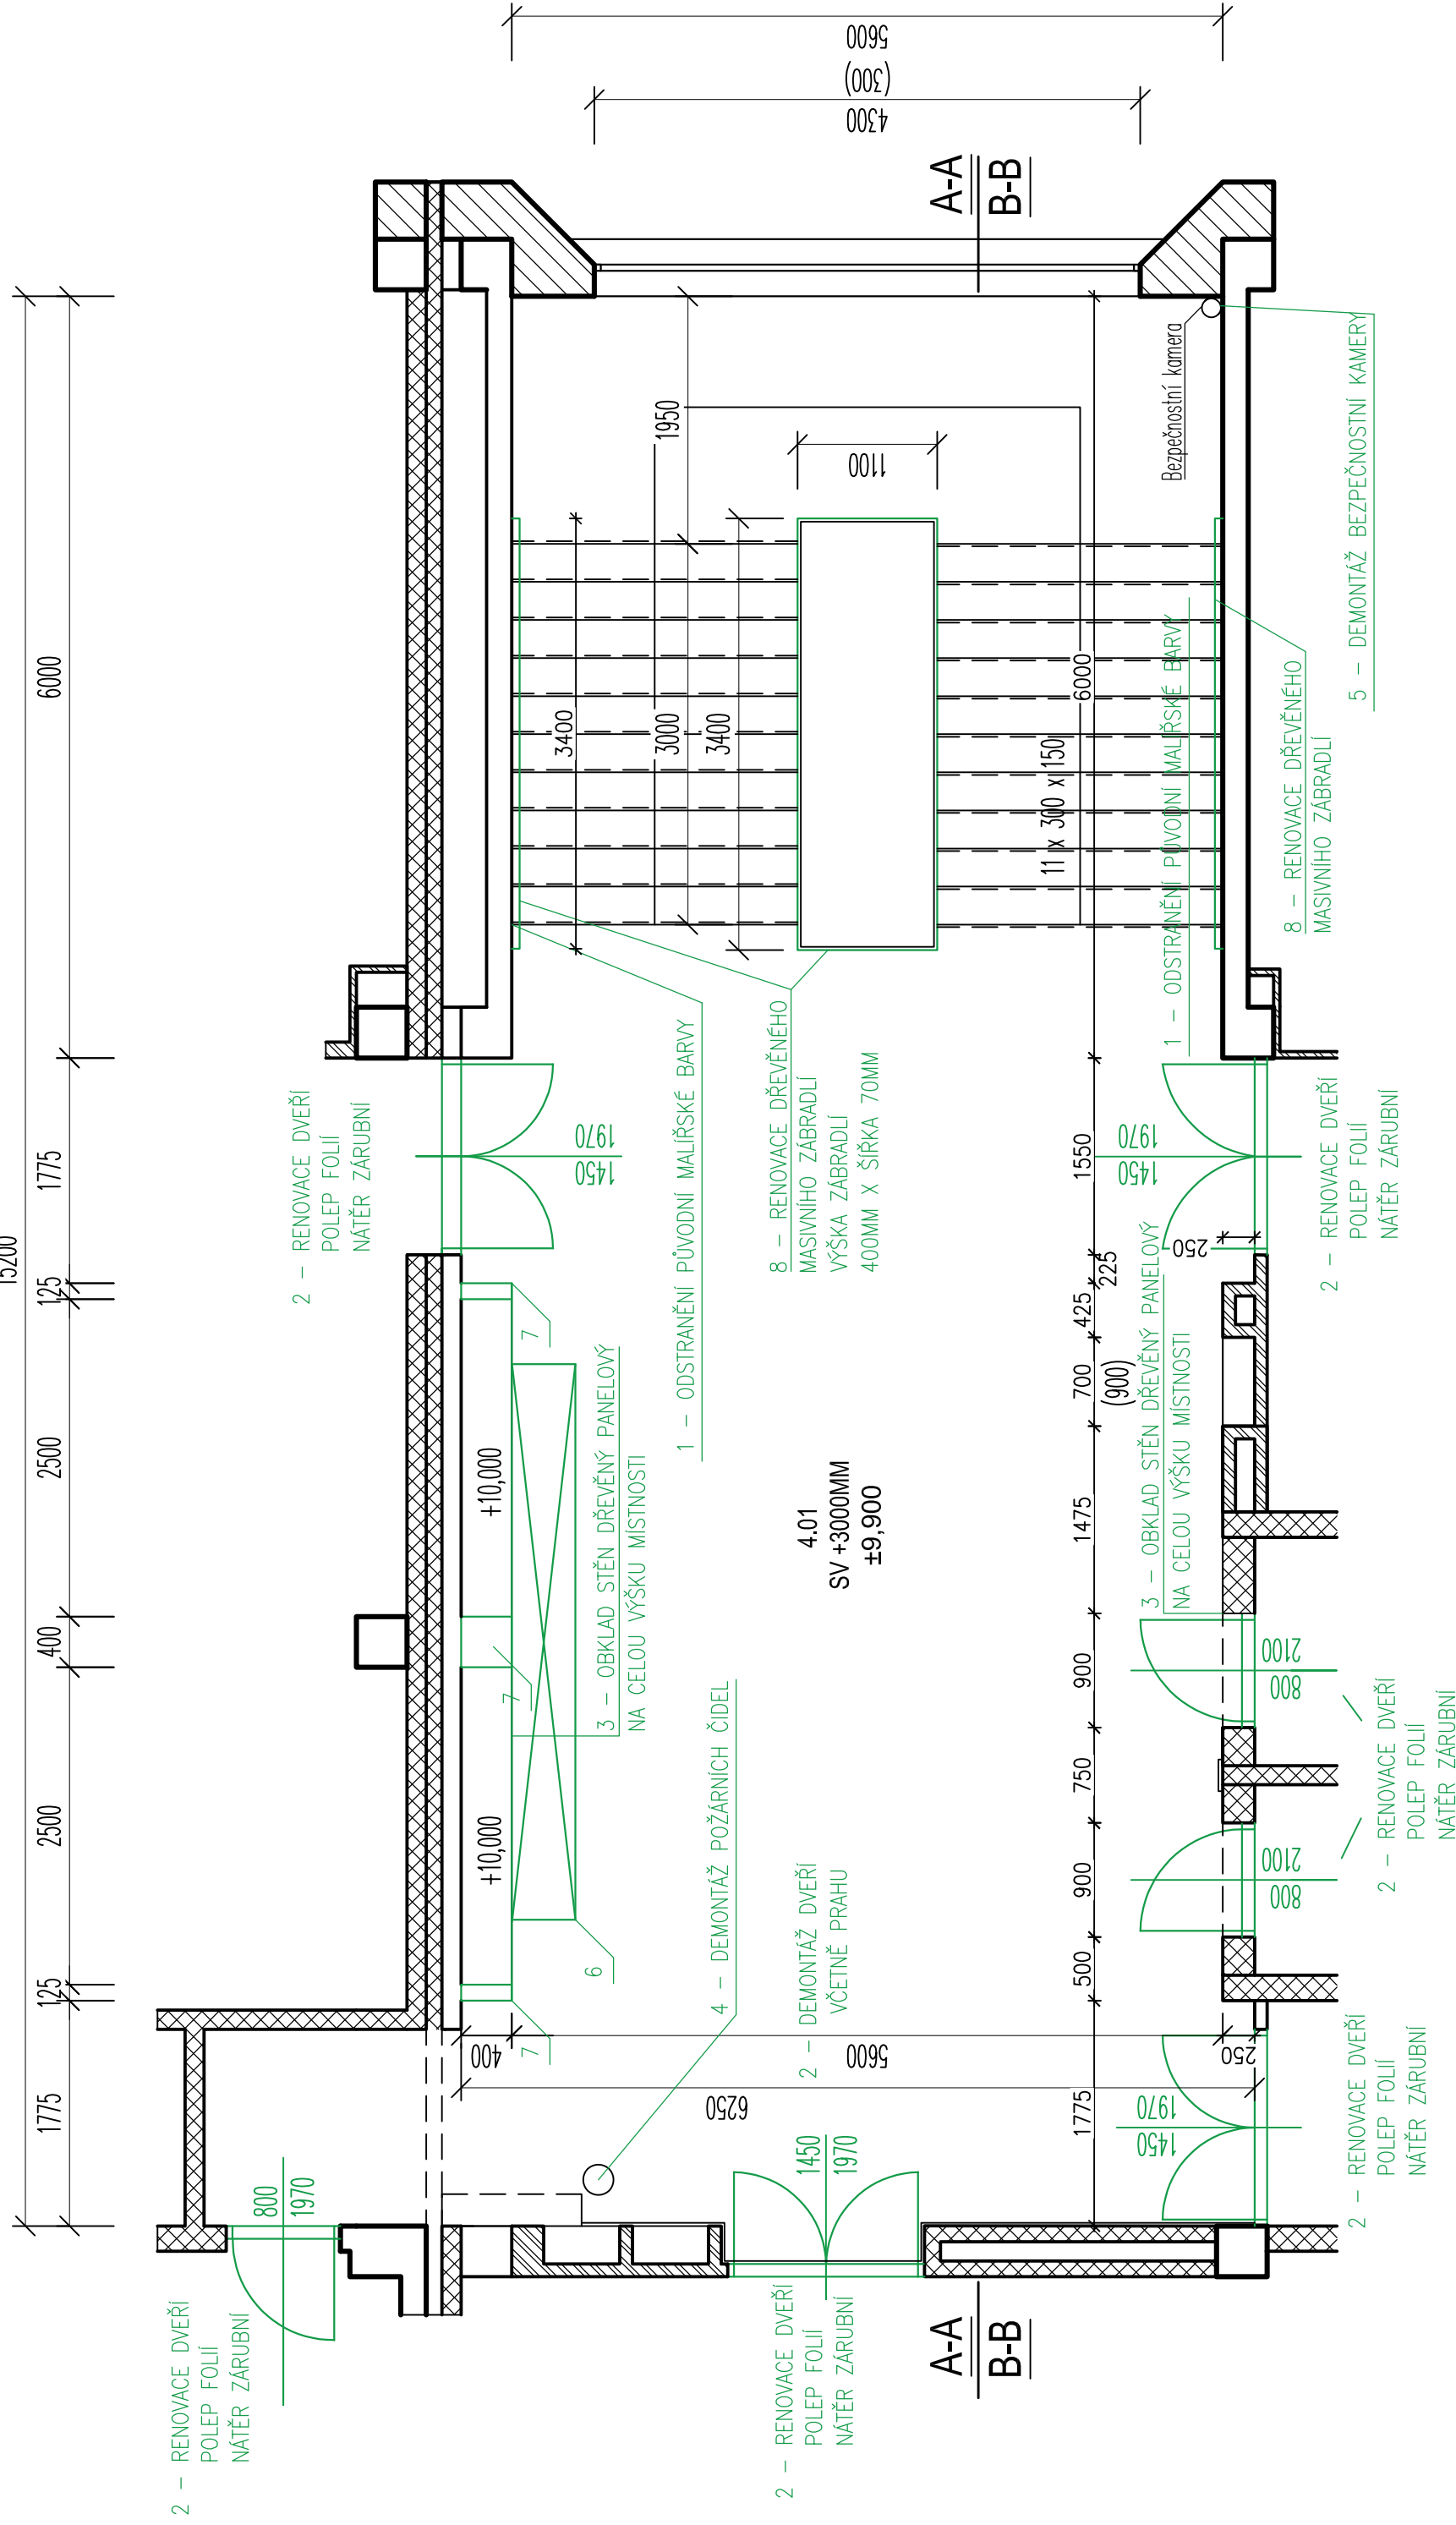 15200
6000
1775
125
2500
400
2500
125
1775
5600
(300)
4300
A-A
B-B
Bezpečnostní kamera
5 – DEMONTÁŽ BEZPEČNOSTNÍ KAMERY
1950
1100
3400
3000
3400
6000
11 x 300 x 150
1 – ODSTRANĚNÍ PŮVODNÍ MALÍŘSKÉ BARVY
8 – RENOVACE DŘEVĚNÉHO
MASIVNÍHO ZÁBRADLÍ
2 – RENOVACE DVEŘÍ
POLEP FOLIÍ
NÁTĚR ZÁRUBNÍ
1970
1450
1 – ODSTRANĚNÍ PŮVODNÍ MALÍŘSKÉ BARVY
8 – RENOVACE DŘEVĚNÉHO
MASIVNÍHO ZÁBRADLÍ
VÝŠKA ZÁBRADLÍ
400MM X ŠÍŘKA 70MM
1550
1970
1450
2 – RENOVACE DVEŘÍ
POLEP FOLIÍ
NÁTĚR ZÁRUBNÍ
250
225
425
700
(900)
1475
900
750
900
500
1775
7
3 – OBKLAD STĚN DŘEVĚNÝ PANELOVÝ
NA CELOU VÝŠKU MÍSTNOSTI
+10,000
7
+10,000
6
7
4.01
SV +3000MM
±9,900
3 – OBKLAD STĚN DŘEVĚNÝ PANELOVÝ
NA CELOU VÝŠKU MÍSTNOSTI
2100
800
2100
800
2 – RENOVACE DVEŘÍ
POLEP FOLIÍ
NÁTĚR ZÁRUBNÍ
4 – DEMONTÁŽ POŽÁRNÍCH ČIDEL
2 – DEMONTÁŽ DVEŘÍ
VČETNĚ PRAHU
400
5600
250
6250
1970
1450
2 – RENOVACE DVEŘÍ
POLEP FOLIÍ
NÁTĚR ZÁRUBNÍ
800
1970
1450
1970
2 – RENOVACE DVEŘÍ
POLEP FOLIÍ
NÁTĚR ZÁRUBNÍ
2 – RENOVACE DVEŘÍ
POLEP FOLIÍ
NÁTĚR ZÁRUBNÍ
A-A
B-B